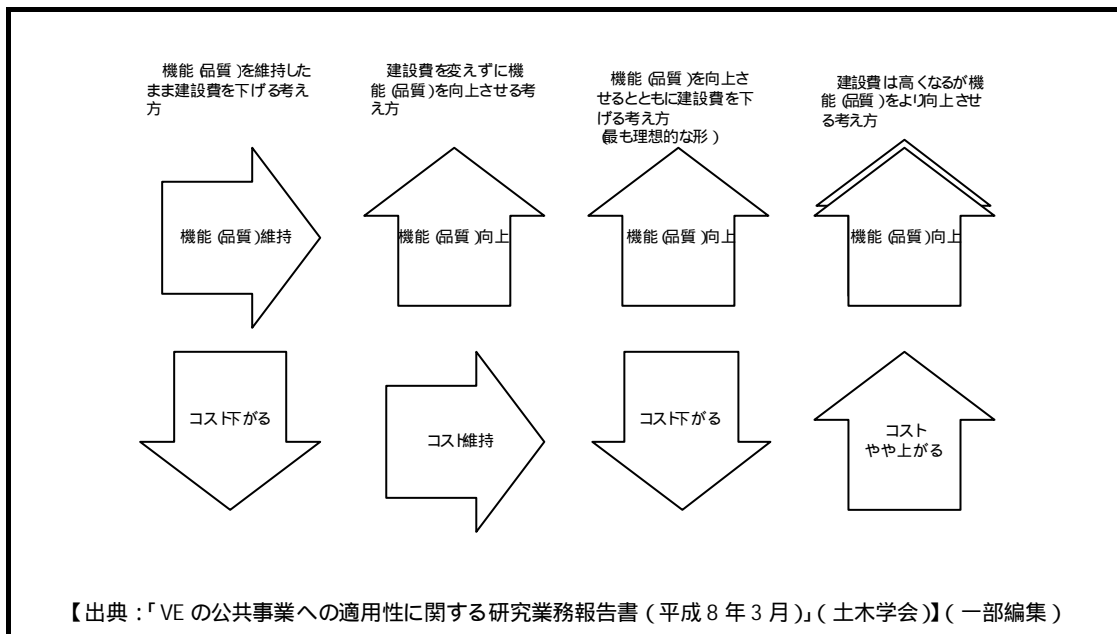 機能(品質)を維持した
まま建設費を下げる考え
方
建設費を変えずに機
能(品質)を向上させる考
え方
機能(品質)を向上さ
せるとともに建設費を下
げる考え方
(最も理想的な形)
建設費は高くなるが機
能(品質)をより向上させ
る考え方
機能(品質)維持
機能(品質)向上
機能(品質)向上
機能(品質)向上
コスト下がる
コスト維持
コスト下がる
コスト
やや上がる
【出典:「VEの公共事業への適用性に関する研究業務報告書(平成8年3月)」(土木学会)】(一部編集)